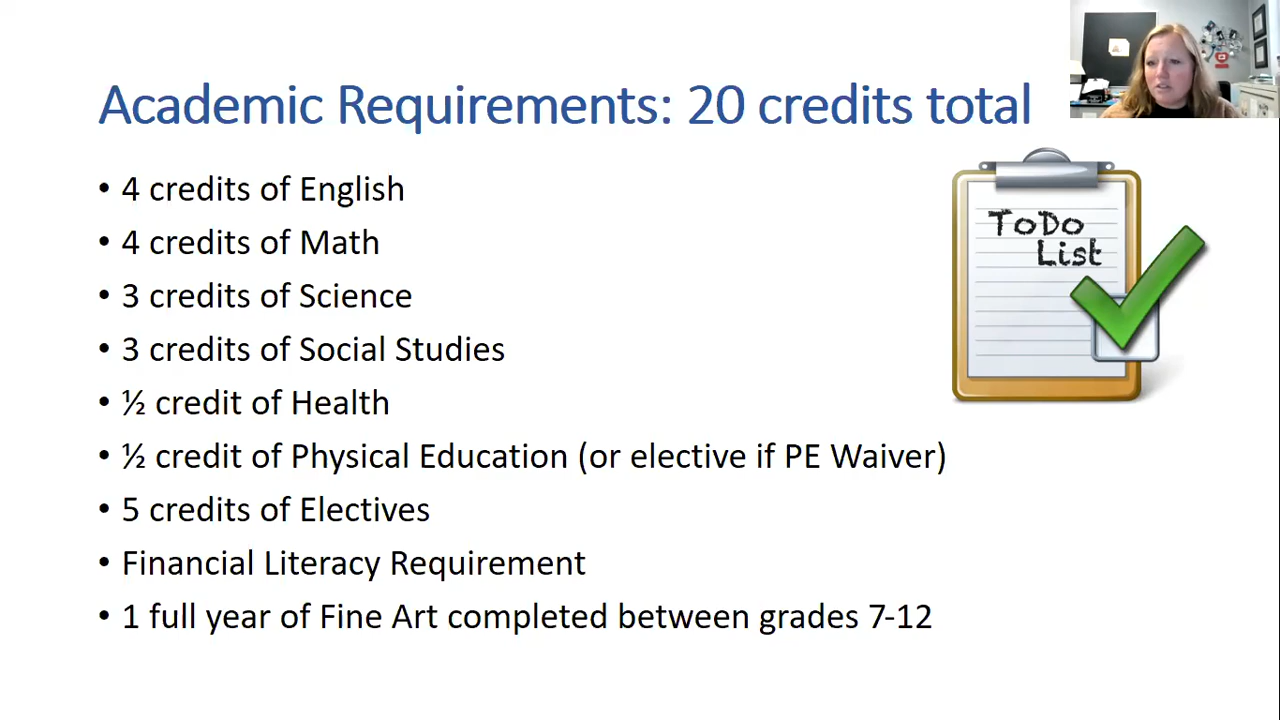 Academic Requirements: 20 credits total
• 4 credits of English
• 4 credits of Math
• 3 credits of Science
• 3 credits of Social Studies
• ½ credit of Health
• ½ credit of Physical Education (or elective if PE Waiver)
• 5 credits of Electives
• Financial Literacy Requirement
• 1 full year of Fine Art completed between grades 7-12
ToDo
List